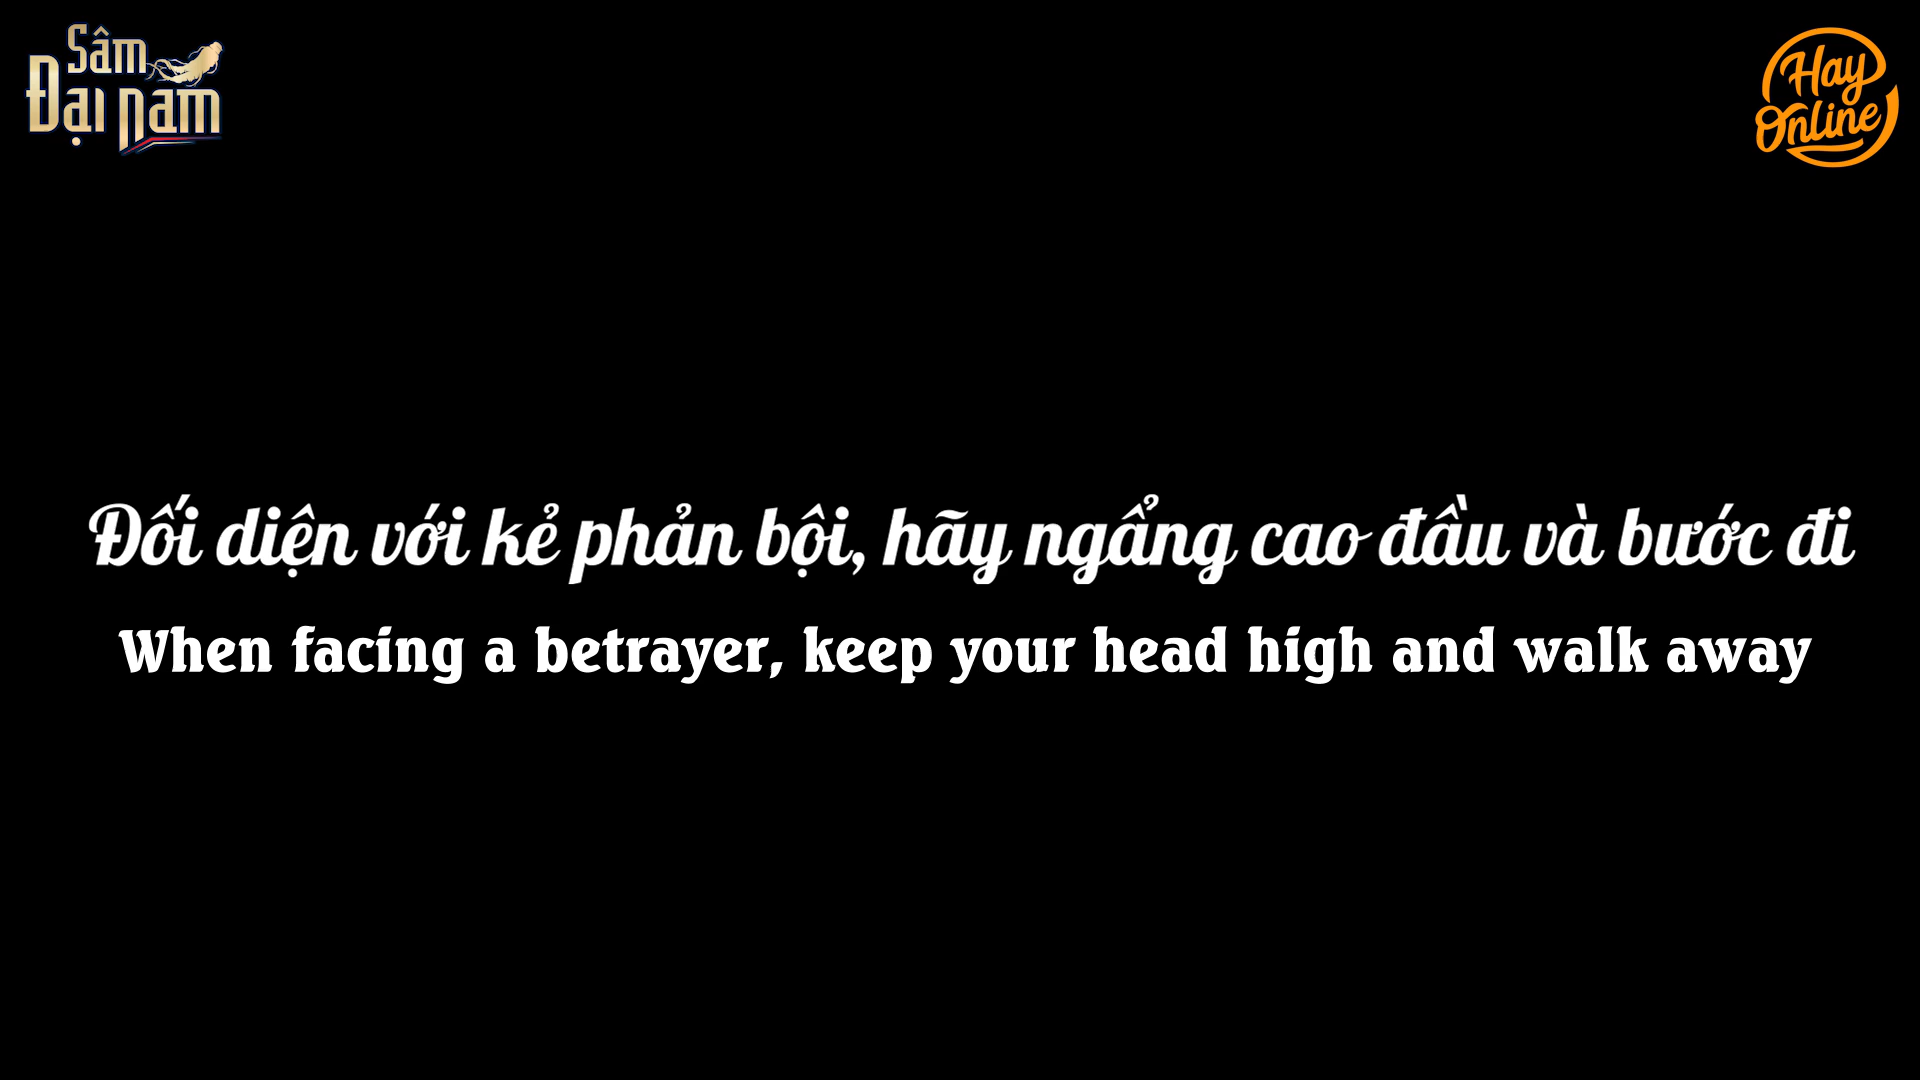 Sâm
Đại Nam
Hay
Online
Đối diện với kẻ phản bội, hãy ngẩng cao đầu và bước đi
When facing a betrayer, keep your head high and walk away